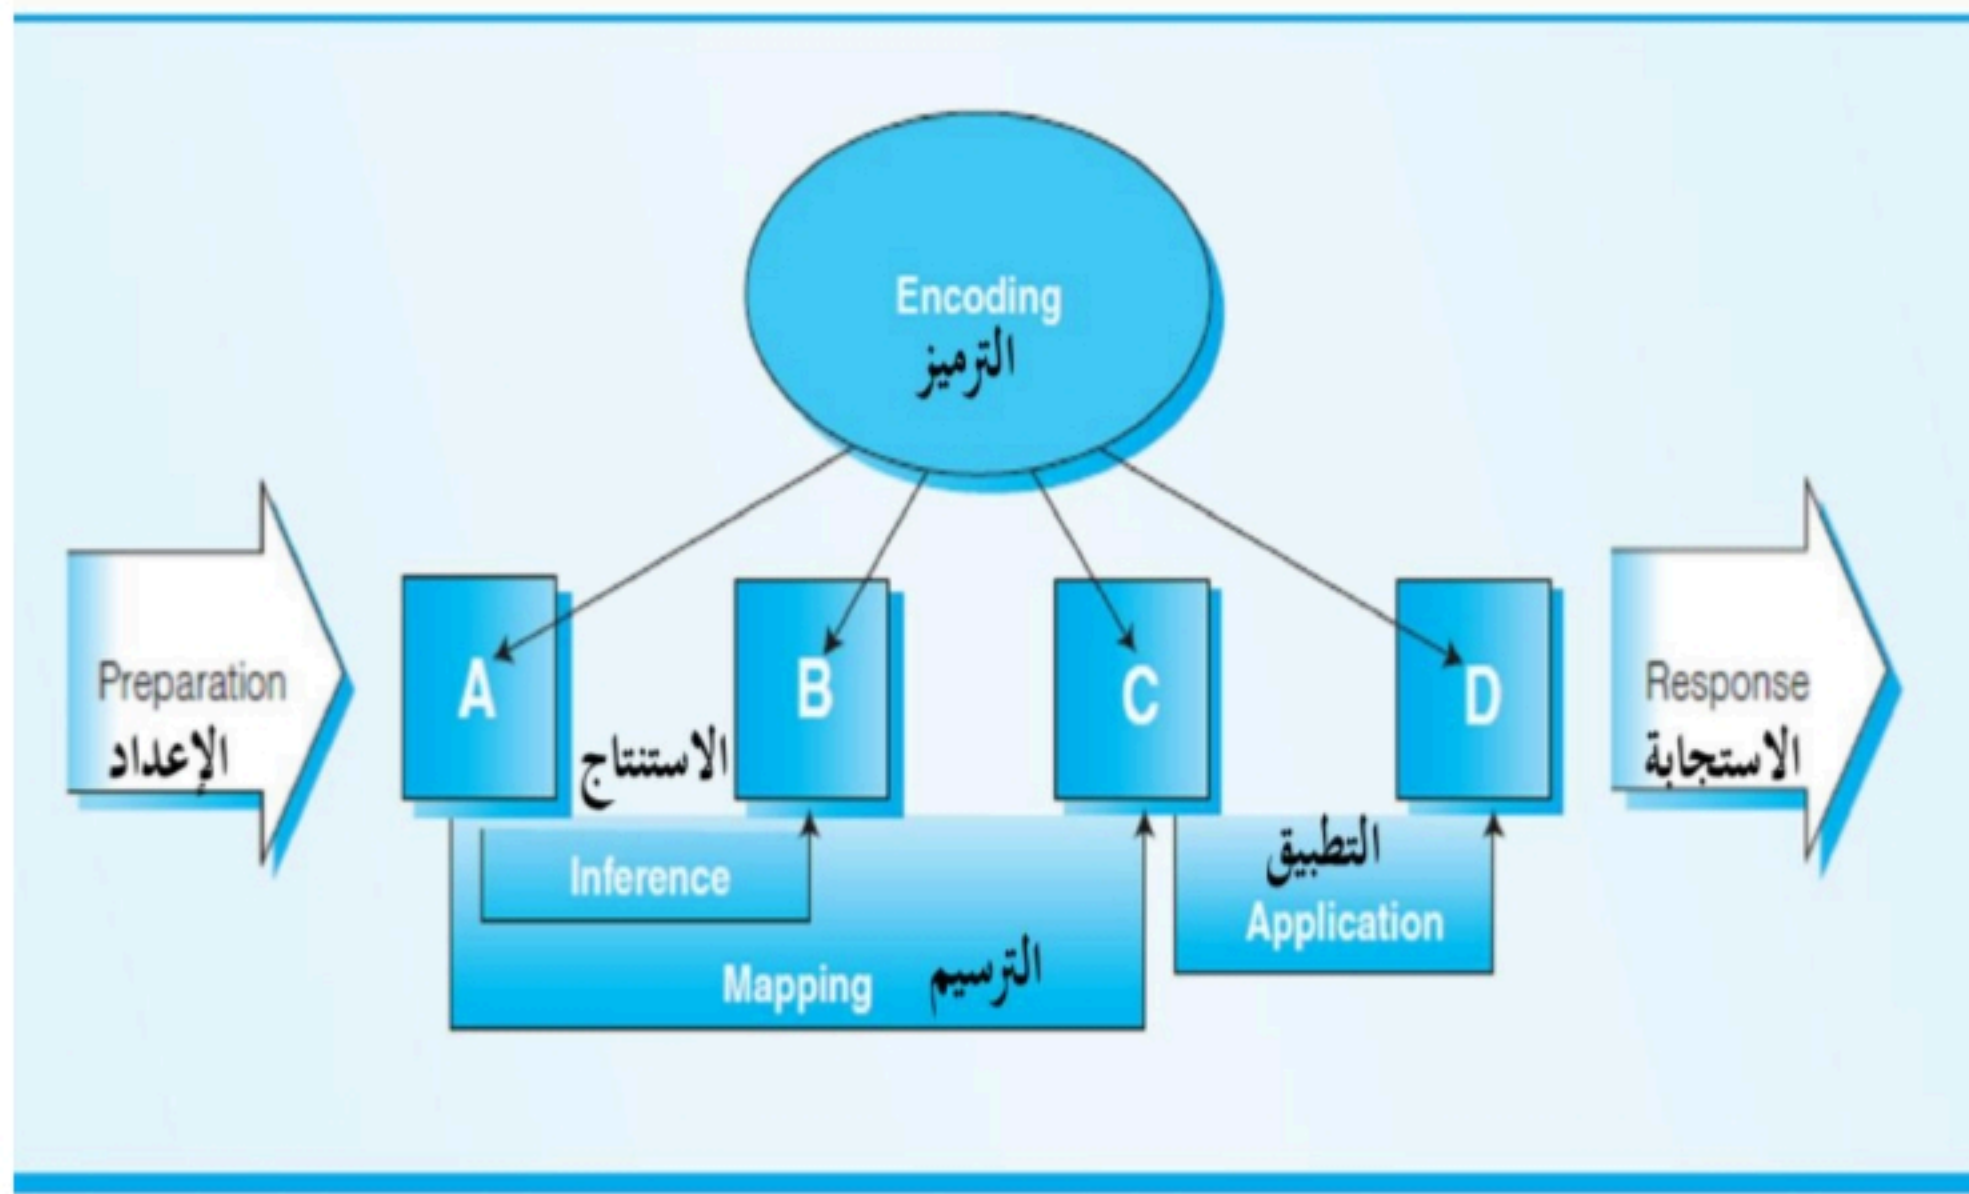 Encoding
الترميز
Preparation
الإعداد
A
B
C
D
Response
الاستجابة
الاستنتاج
Inference
التطبيق
Application
Mapping الترسيم